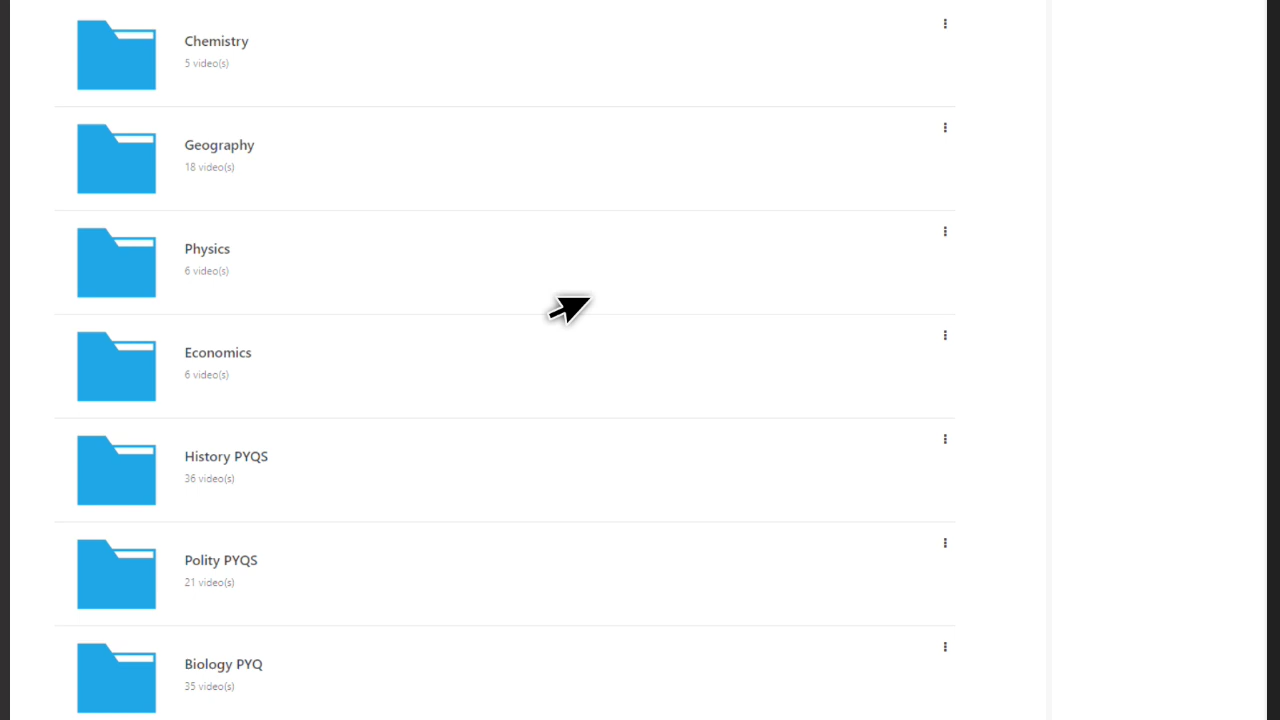 Chemistry
5 video(s)
Geography
18 video(s)
Physics
6 video(s)
Economics
6 video(s)
History PYQS
36 video(s)
Polity PYQS
21 video(s)
Biology PYQ
35 video(s)